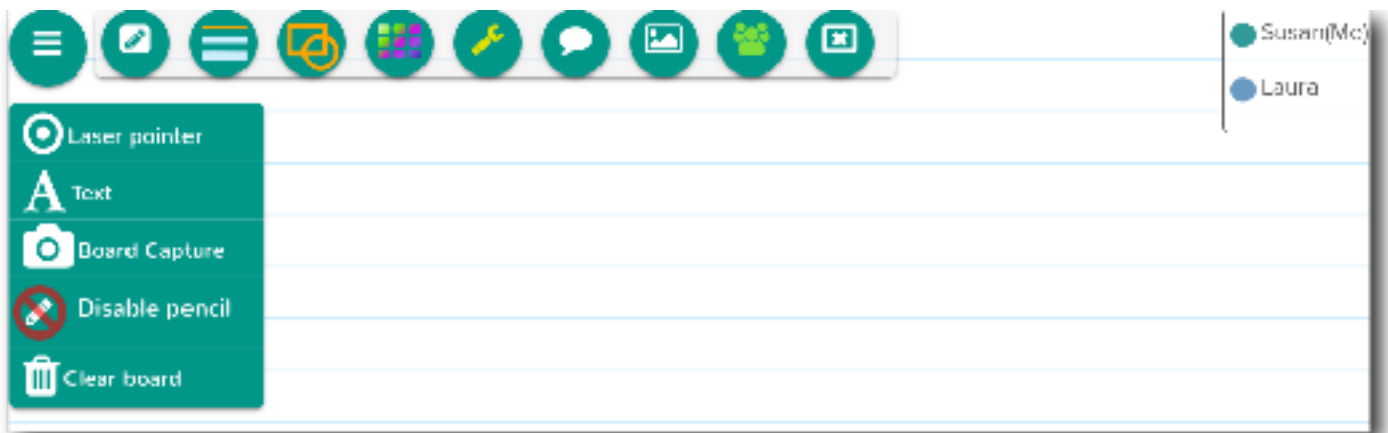 Susan(Me)
Laura
Laser pointer
Text
Board Capture
Disable pencil
Clear board